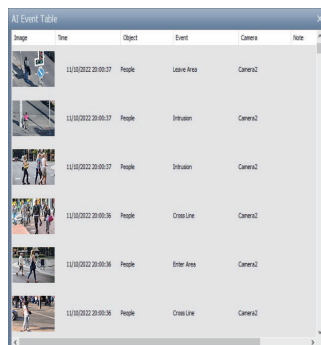 AI Event Table
Image Time Object Event Camera Note
11/10/2022 20:00:37 People Leave Area Camera2
11/10/2022 20:00:37 People Intrusion Camera2
11/10/2022 20:00:37 People Intrusion Camera2
11/10/2022 20:00:36 People Cross Line Camera2
11/10/2022 20:00:36 People Enter Area Camera2
11/10/2022 20:00:36 People Cross Line Camera2